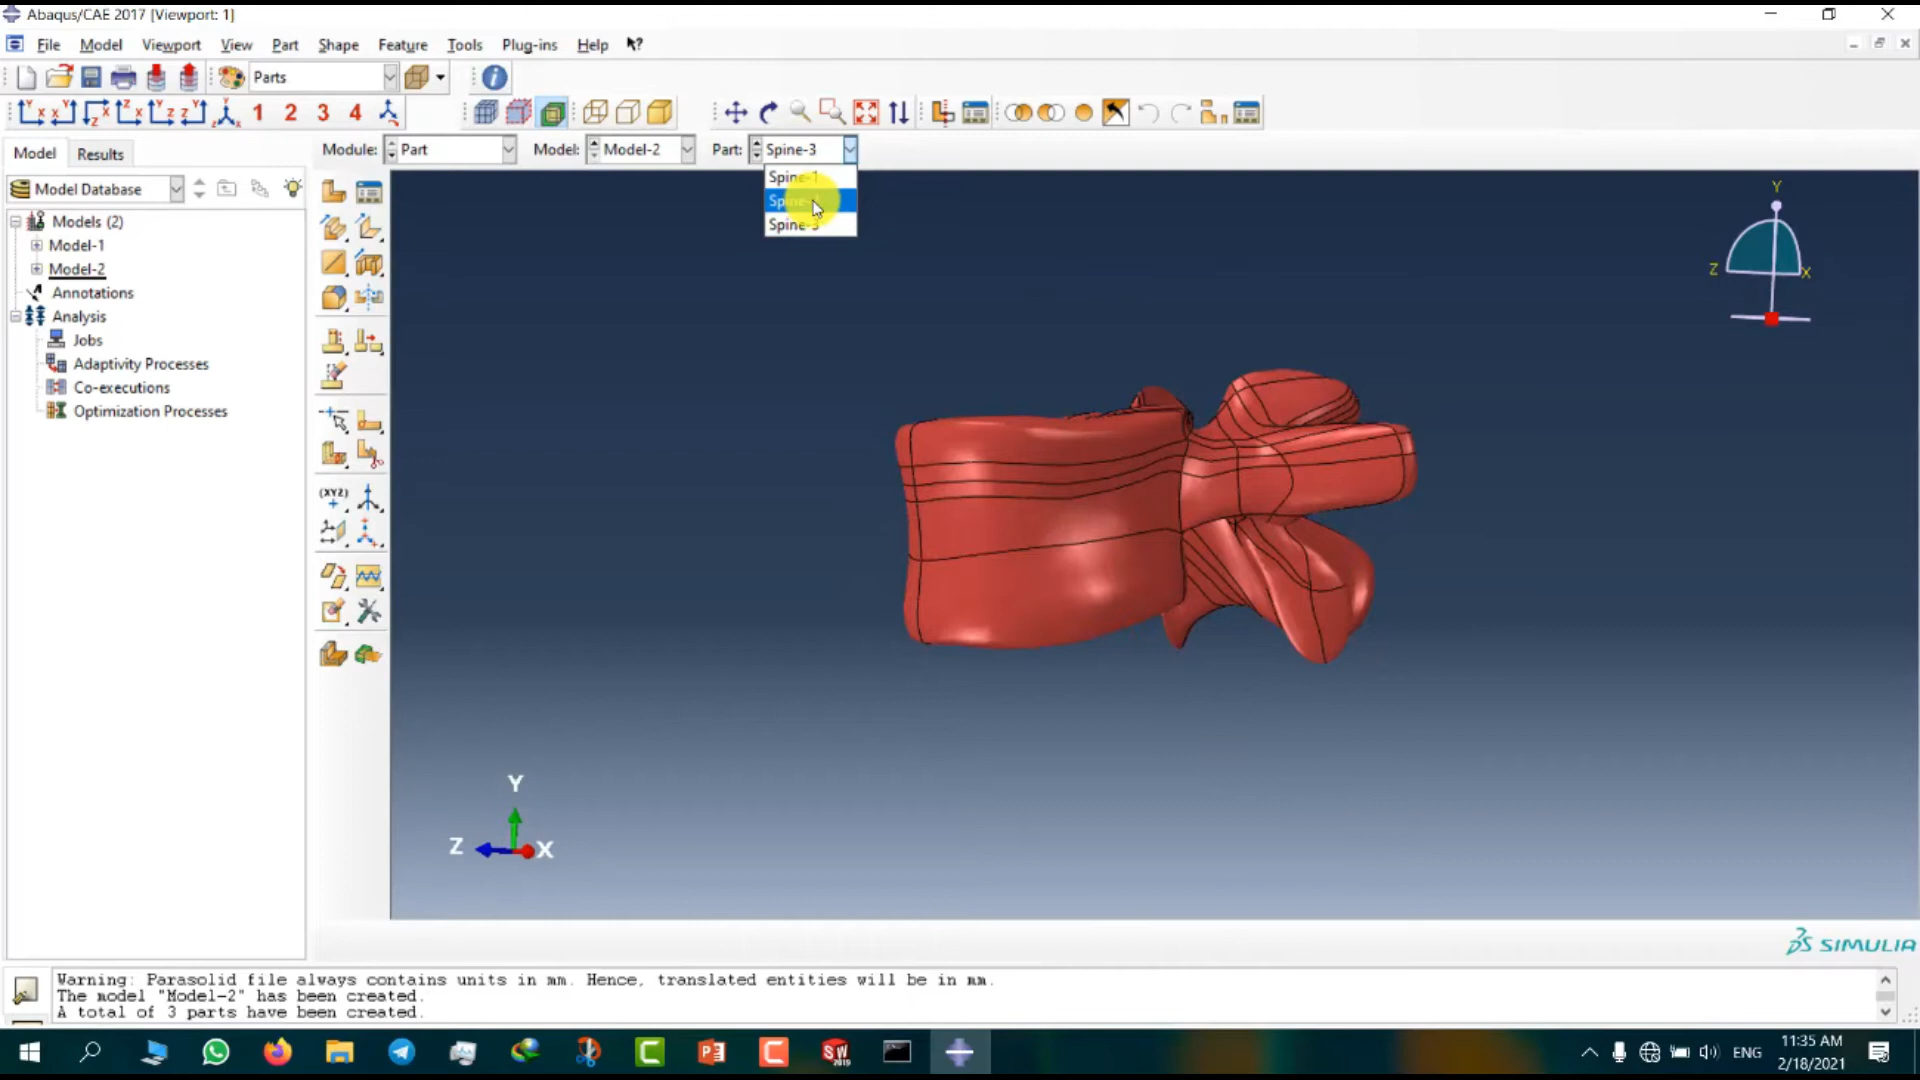 Abaqus/CAE 2017 [Viewport: 1]
File Model Viewport View Part Shape Feature Tools Plug-ins Help
Parts
1 2 3 4
Model Results
Module: Part Model: Model-2 Part: Spine-3
Spine-1
Spine-3
Model Database
Models (2)
Model-1
Model-2
Annotations
Analysis
Jobs
Adaptivity Processes
Co-executions
Optimization Processes
(XYZ)
Y
Z X
Y
Z X
SIMULIA
Warning: Parasolid file always contains units in mm. Hence, translated entities will be in mm.
The model "Model-2" has been created.
A total of 3 parts have been created.
ENG
11:35 AM
2/18/2021